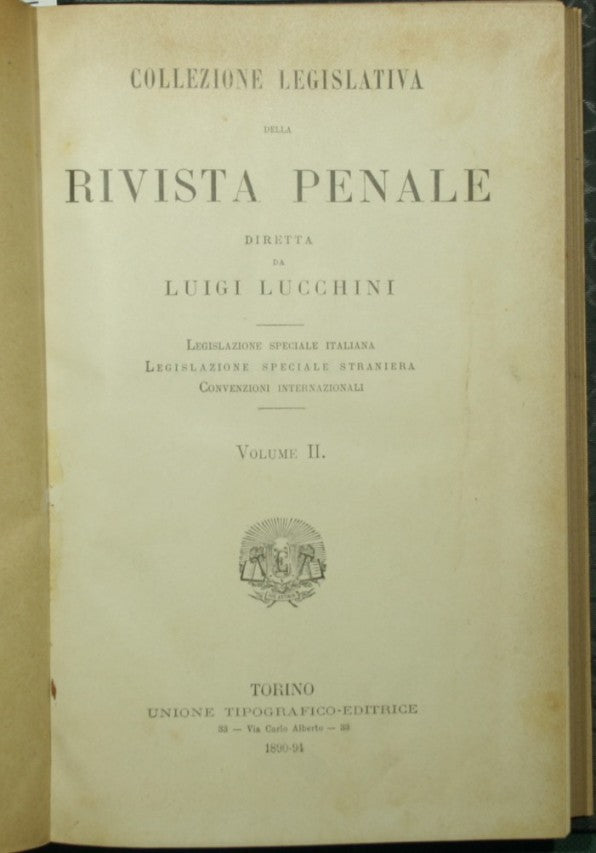 COLLEZIONE LEGISLATIVA
DELLA
RIVISTA PENALE
DIRETTA
DA
LUIGI LUCCHINI
LEGISLAZIONE SPECIALE ITALIANA
LEGISLAZIONE SPECIALE STRANIERA
CONVENZIONI INTERNAZIONALI
VOLUME II.
TORINO
UNIONE TIPOGRAFICO-EDITRICE
33 — Via Carlo Alberto — 33
1890-91